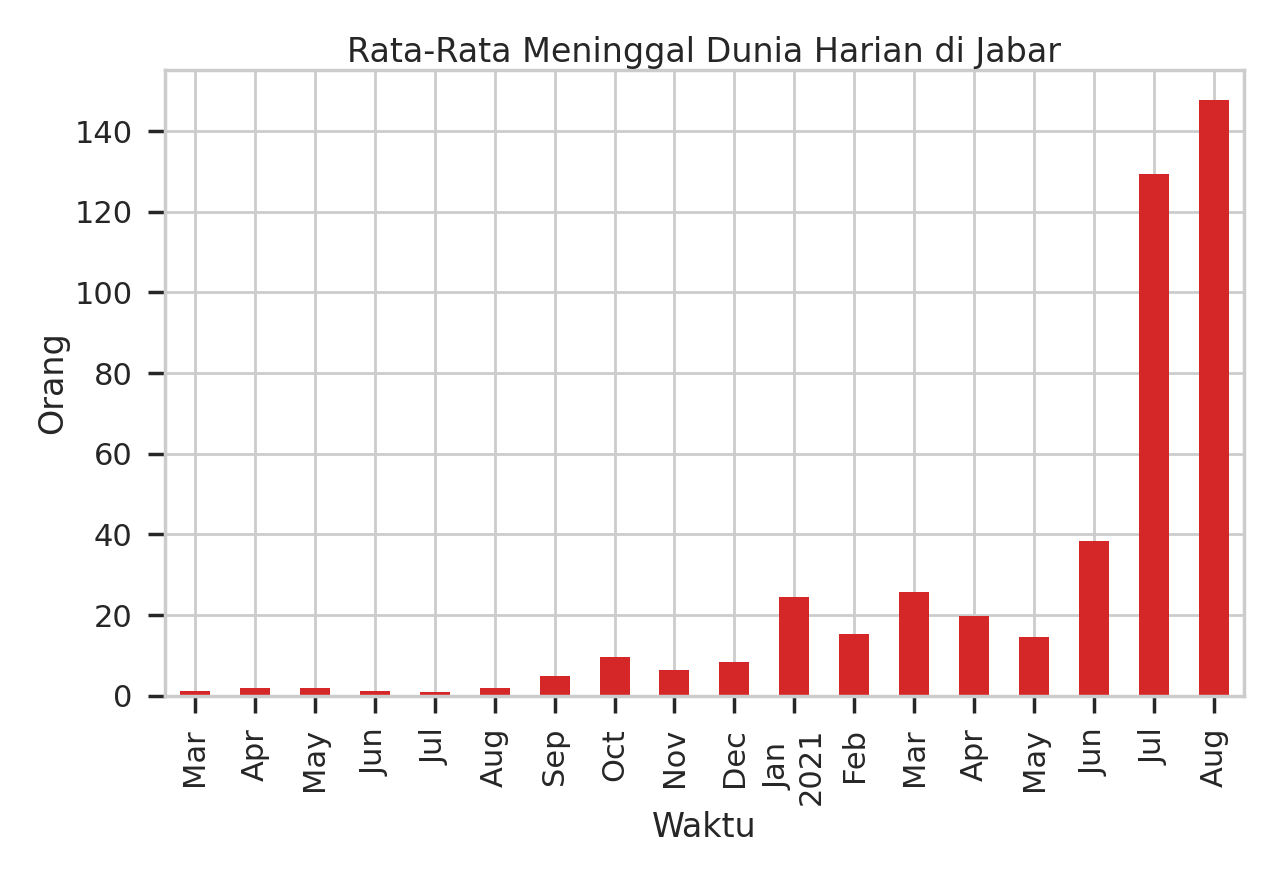 Rata-Rata Meninggal Dunia Harian di Jabar
140
120
100
80
60
40
20
0
Orang
Mar
Apr
May
Jun
Jul
Aug
Sep
Oct
Nov
Dec
Jan
2021
Feb
Mar
Apr
May
Jun
Jul
Aug
Waktu